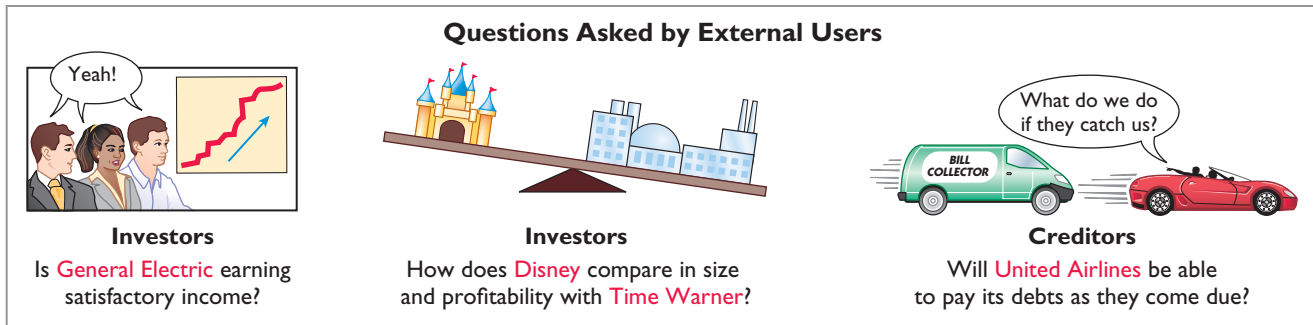 Questions Asked by External Users
Yeah!
Investors
Is General Electric earning
satisfactory income?
Investors
How does Disney compare in size
and profitability with Time Warner?
What do we do
if they catch us?
BILL
COLLECTOR
Creditors
Will United Airlines be able
to pay its debts as they come due?